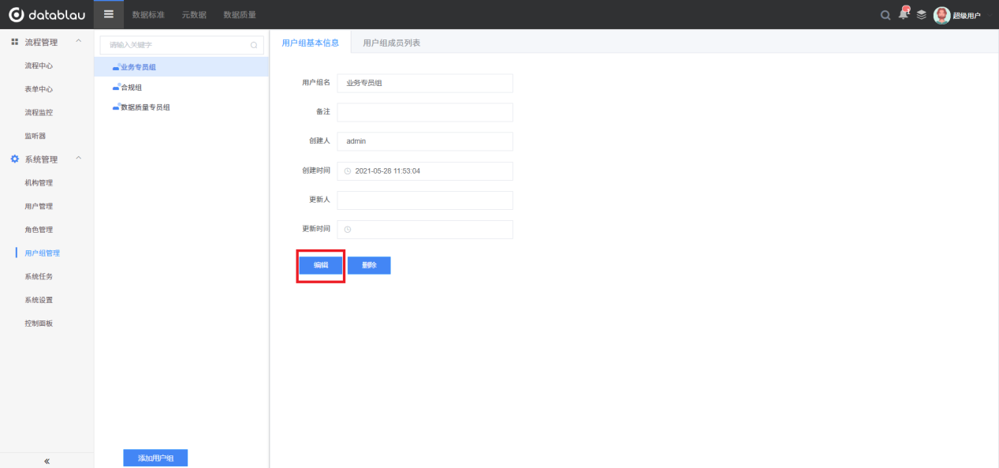 datablau
数据标准
元数据
数据质量
超级用户
流程管理
流程中心
表单中心
流程监控
监听器
系统管理
机构管理
用户管理
角色管理
用户组管理
系统任务
系统设置
控制面板
请输入关键字
业务专员组
合规组
数据质量专员组
添加用户组
用户组基本信息
用户组成员列表
用户组名 业务专员组
备注
创建人 admin
创建时间 2021-05-28 11:53:04
更新人
更新时间
编辑
删除